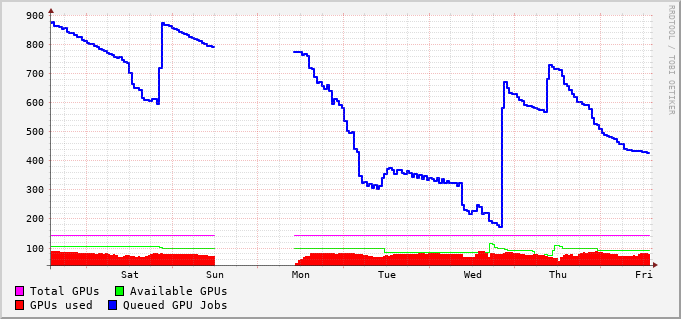 RRDTOOL / TOBI OETIKER
900
800
700
600
500
400
300
200
100
Sat Sun Mon Tue Wed Thu Fri
Total GPUs Available GPUs
GPUs used Queued GPU Jobs